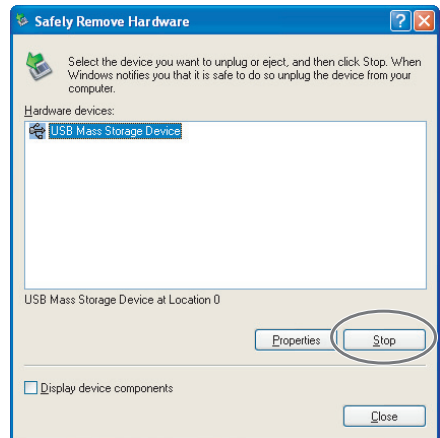 Safely Remove Hardware
Select the device you want to unplug or eject, and then click Stop. When
Windows notifies you that it is safe to do so unplug the device from your
computer.
Hardware devices:
USB Mass Storage Device
USB Mass Storage Device at Location 0
Properties
Stop
Display device components
Close